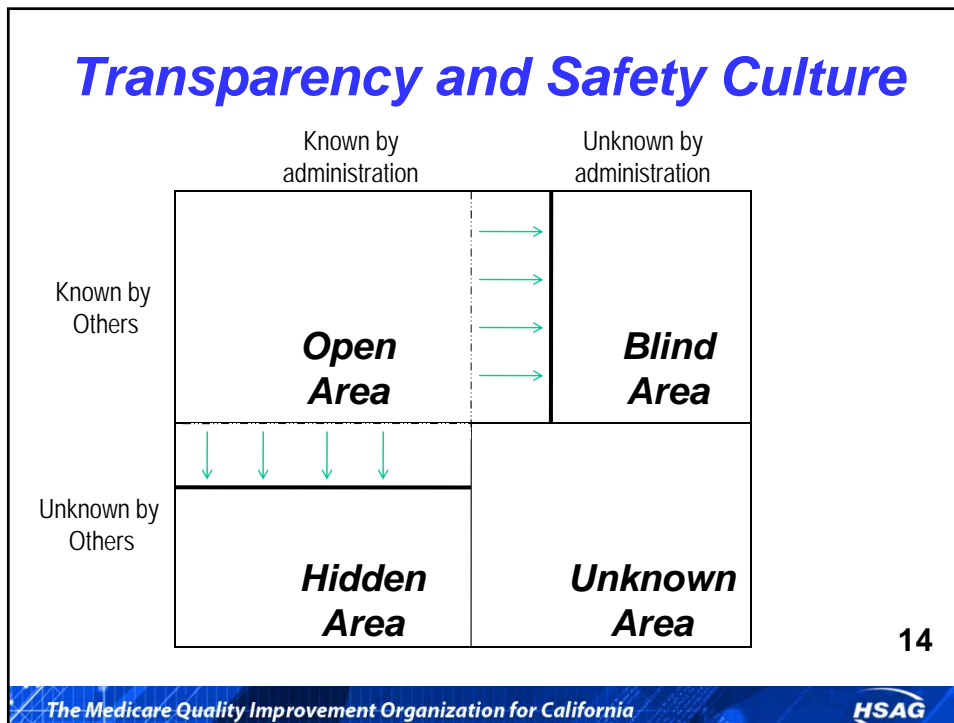 Transparency and Safety Culture
Known by
administration
Unknown by
administration
Known by
Others
Open
Area
Blind
Area
Unknown by
Others
Hidden
Area
Unknown
Area
14
The Medicare Quality Improvement Organization for California
HSAG